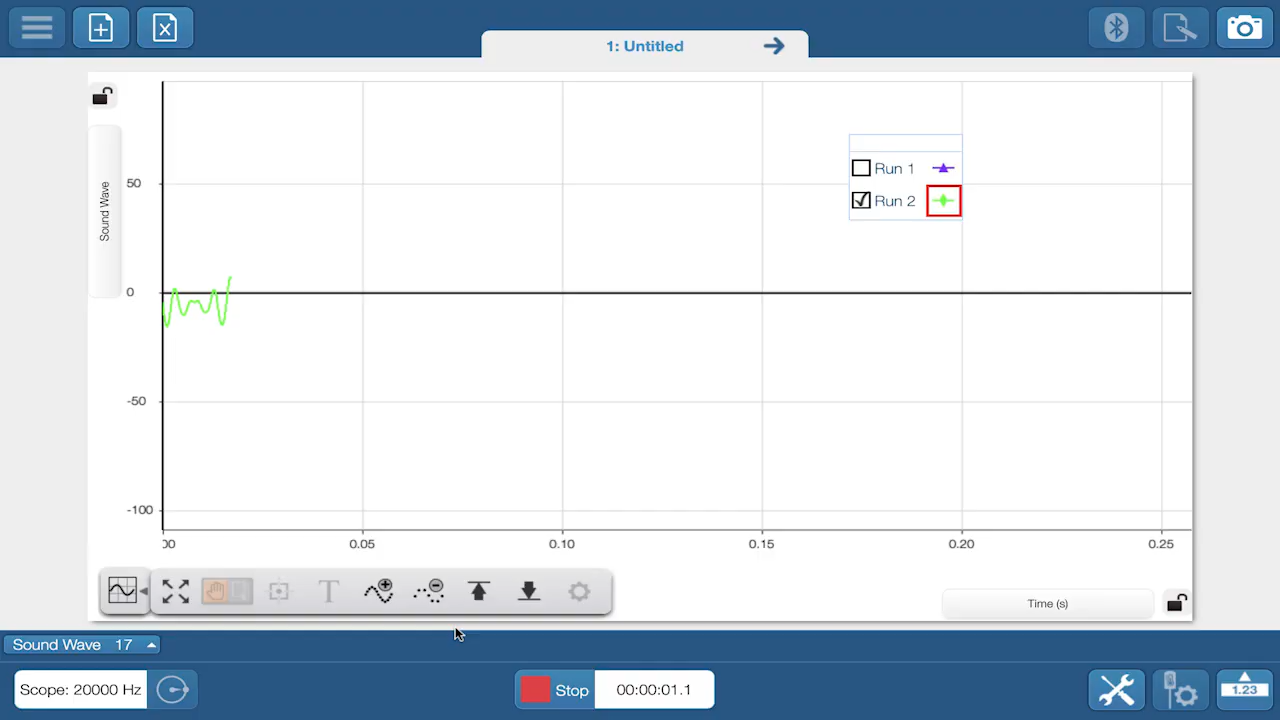 1: Untitled
Sound Wave
50
0
-50
-100
Run 1
Run 2
00
0.05
0.10
0.15
0.20
0.25
T
Time (s)
Sound Wave 17
Scope: 20000 Hz
Stop
00:00:01.1
1.23